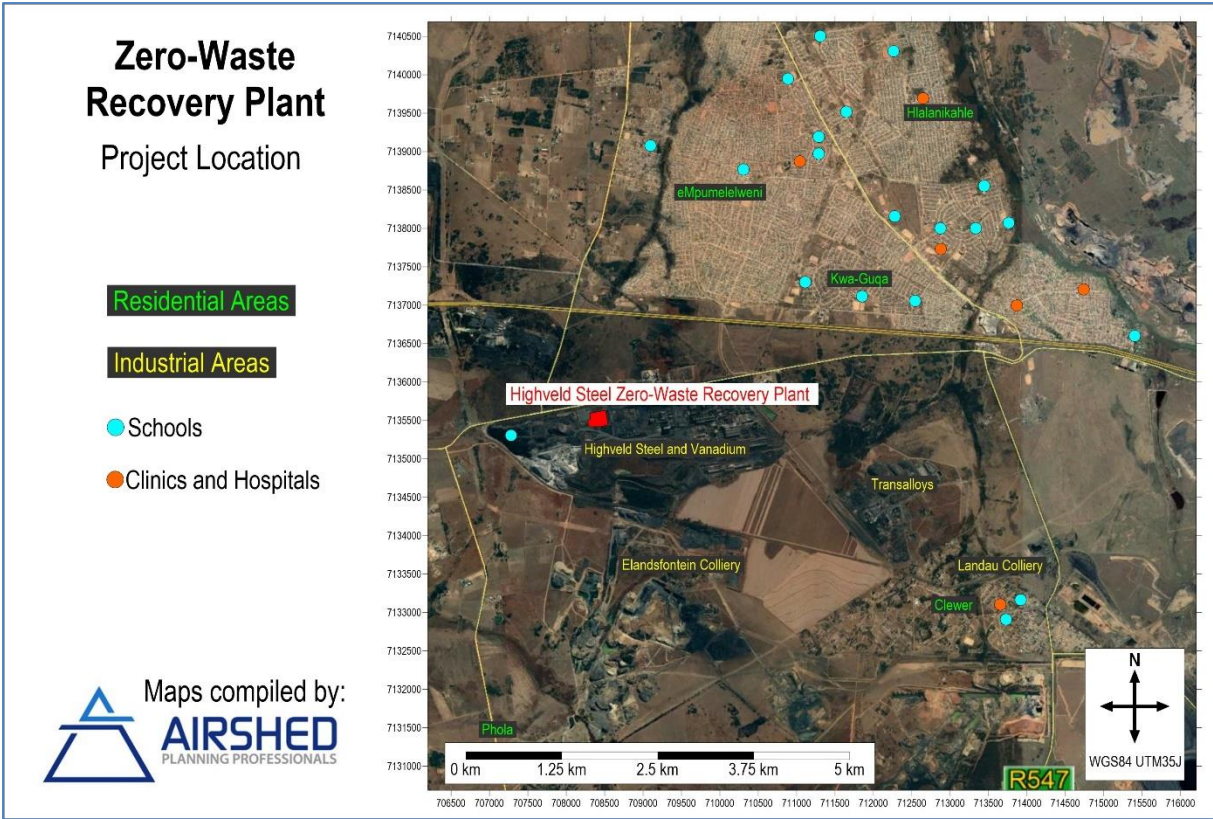 Zero-Waste
Recovery Plant
Project Location
Residential Areas
Industrial Areas
Schools
Clinics and Hospitals
Maps compiled by:
AIRSHED
PLANNING PROFESSIONALS
7140500
7140000
7139500
7139000
7138500
7138000
7137500
7137000
7136500
7136000
7135500
7135000
7134500
7134000
7133500
7133000
7132500
7132000
7131500
7131000
Hlalanikahle
eMpumelelweni
Kwa-Guqa
Highveld Steel Zero-Waste Recovery Plant
Highveld Steel and Vanadium
Transalloys
Elandsfontein Colliery
Landau Colliery
Clewer
Phola
0 km 1.25 km 2.5 km 3.75 km 5 km
N
WGS84 UTM35J
R547
706500 707000 707500 708000 708500 709000 709500 710000 710500 711000 711500 712000 712500 713000 713500 714000 714500 715000 715500 716000